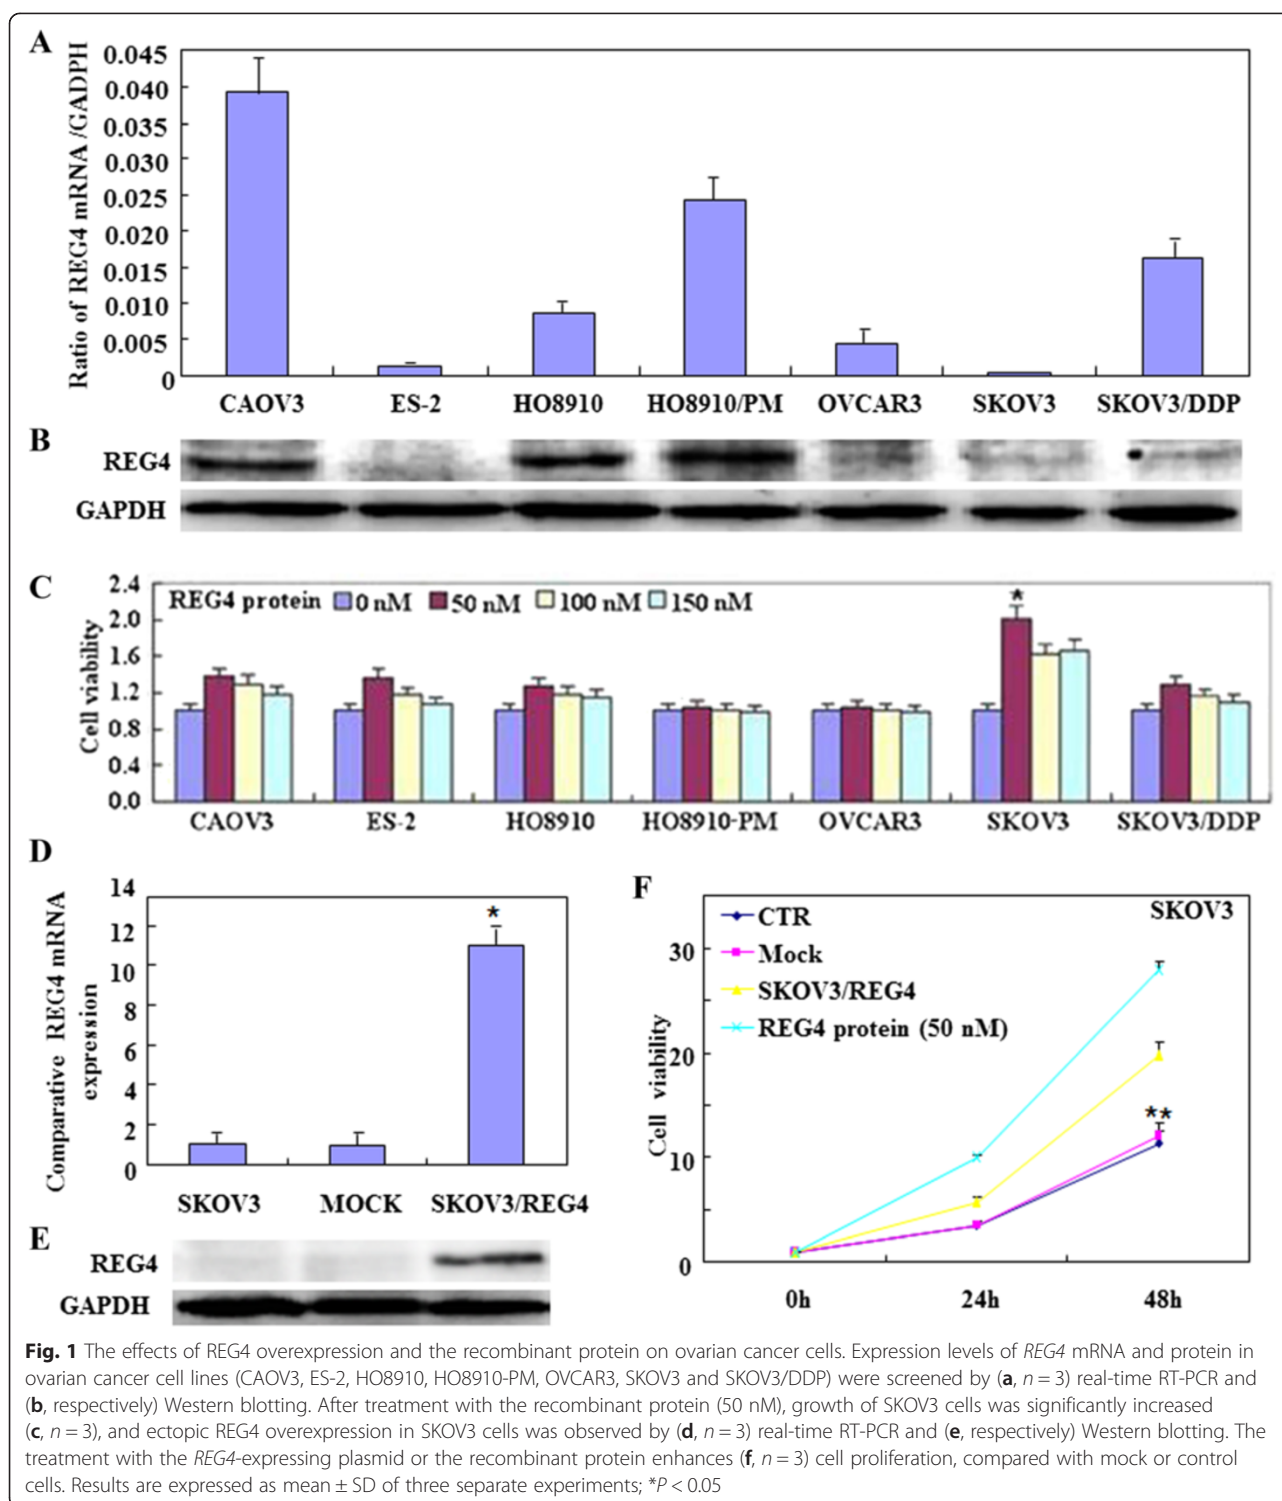 A
Ratio of REG4 mRNA /GADPH
0.045
0.040
0.035
0.030
0.025
0.020
0.015
0.010
0.005
0
CAOV3 ES-2 HO8910 HO8910/PM OVCAR3 SKOV3 SKOV3/DDP
B
REG4
GAPDH
C
Cell viability
2.4
2.0
1.6
1.2
0.8
0.4
0.0
REG4 protein 0 nM 50 nM 100 nM 150 nM
*
CAOV3 ES-2 HO8910 HO8910-PM OVCAR3 SKOV3 SKOV3/DDP
D
Comparative REG4 mRNA
expression
14
12
10
8
6
4
2
0
*
SKOV3 MOCK SKOV3/REG4
E
REG4
GAPDH
F
SKOV3
CTR
Mock
SKOV3/REG4
REG4 protein (50 nM)
Cell viability
30
20
10
0
**
0h 24h 48h
Fig. 1 The effects of REG4 overexpression and the recombinant protein on ovarian cancer cells. Expression levels of REG4 mRNA and protein in
ovarian cancer cell lines (CAOV3, ES-2, HO8910, HO8910-PM, OVCAR3, SKOV3 and SKOV3/DDP) were screened by (a, n = 3) real-time RT-PCR and
(b, respectively) Western blotting. After treatment with the recombinant protein (50 nM), growth of SKOV3 cells was significantly increased
(c, n = 3), and ectopic REG4 overexpression in SKOV3 cells was observed by (d, n = 3) real-time RT-PCR and (e, respectively) Western blotting. The
treatment with the REG4-expressing plasmid or the recombinant protein enhances (f, n = 3) cell proliferation, compared with mock or control
cells. Results are expressed as mean ± SD of three separate experiments; *P < 0.05